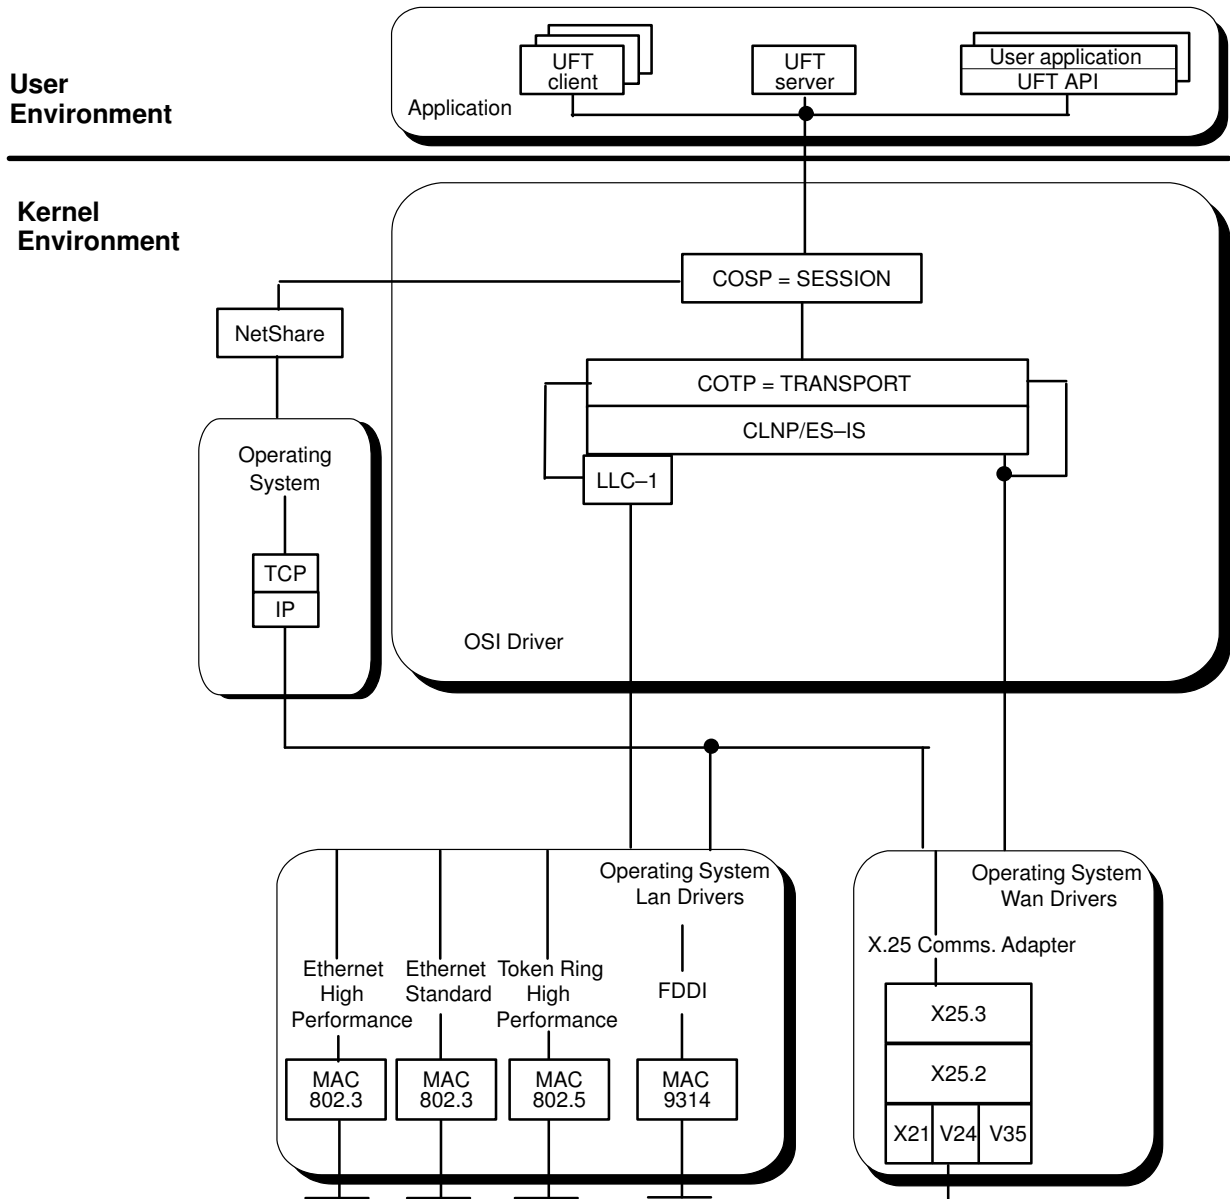 User
Environment
UFT
client
UFT
server
User application
UFT API
Application
Kernel
Environment
COSP = SESSION
NetShare
COTP = TRANSPORT
CLNP/ES–IS
LLC–1
Operating
System
TCP
IP
OSI Driver
Operating System
Lan Drivers
Operating System
Wan Drivers
X.25 Comms. Adapter
Ethernet
High
Performance
Ethernet
Standard
Token Ring
High
Performance
FDDI
X25.3
X25.2
MAC
802.3
MAC
802.3
MAC
802.5
MAC
9314
X21
V24
V35